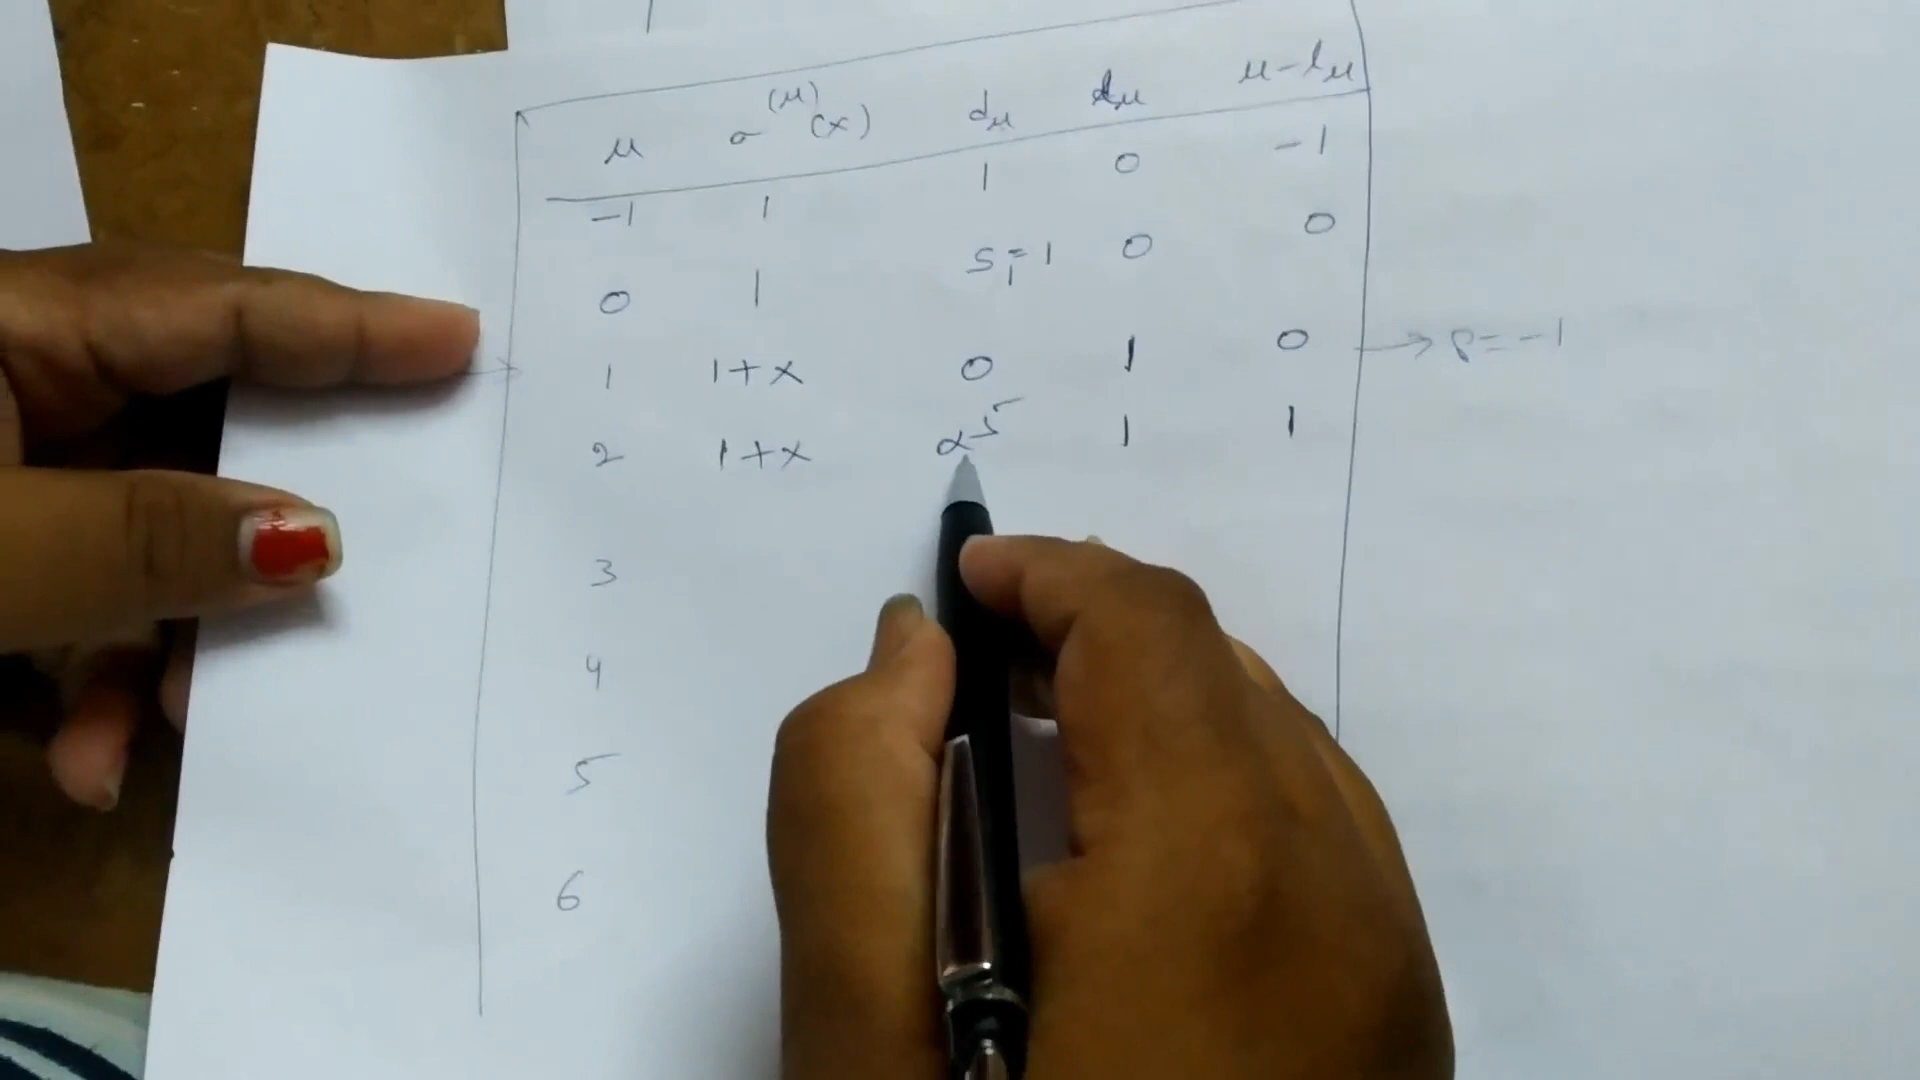 μ σ^(μ)(x) d_μ l_μ μ-l_μ
-1 1 1 0 -1
0 1 S_1=1 0 0
1 1+x 0 1 0 → ρ=-1
2 1+x α^5 1 1
3
4
5
6